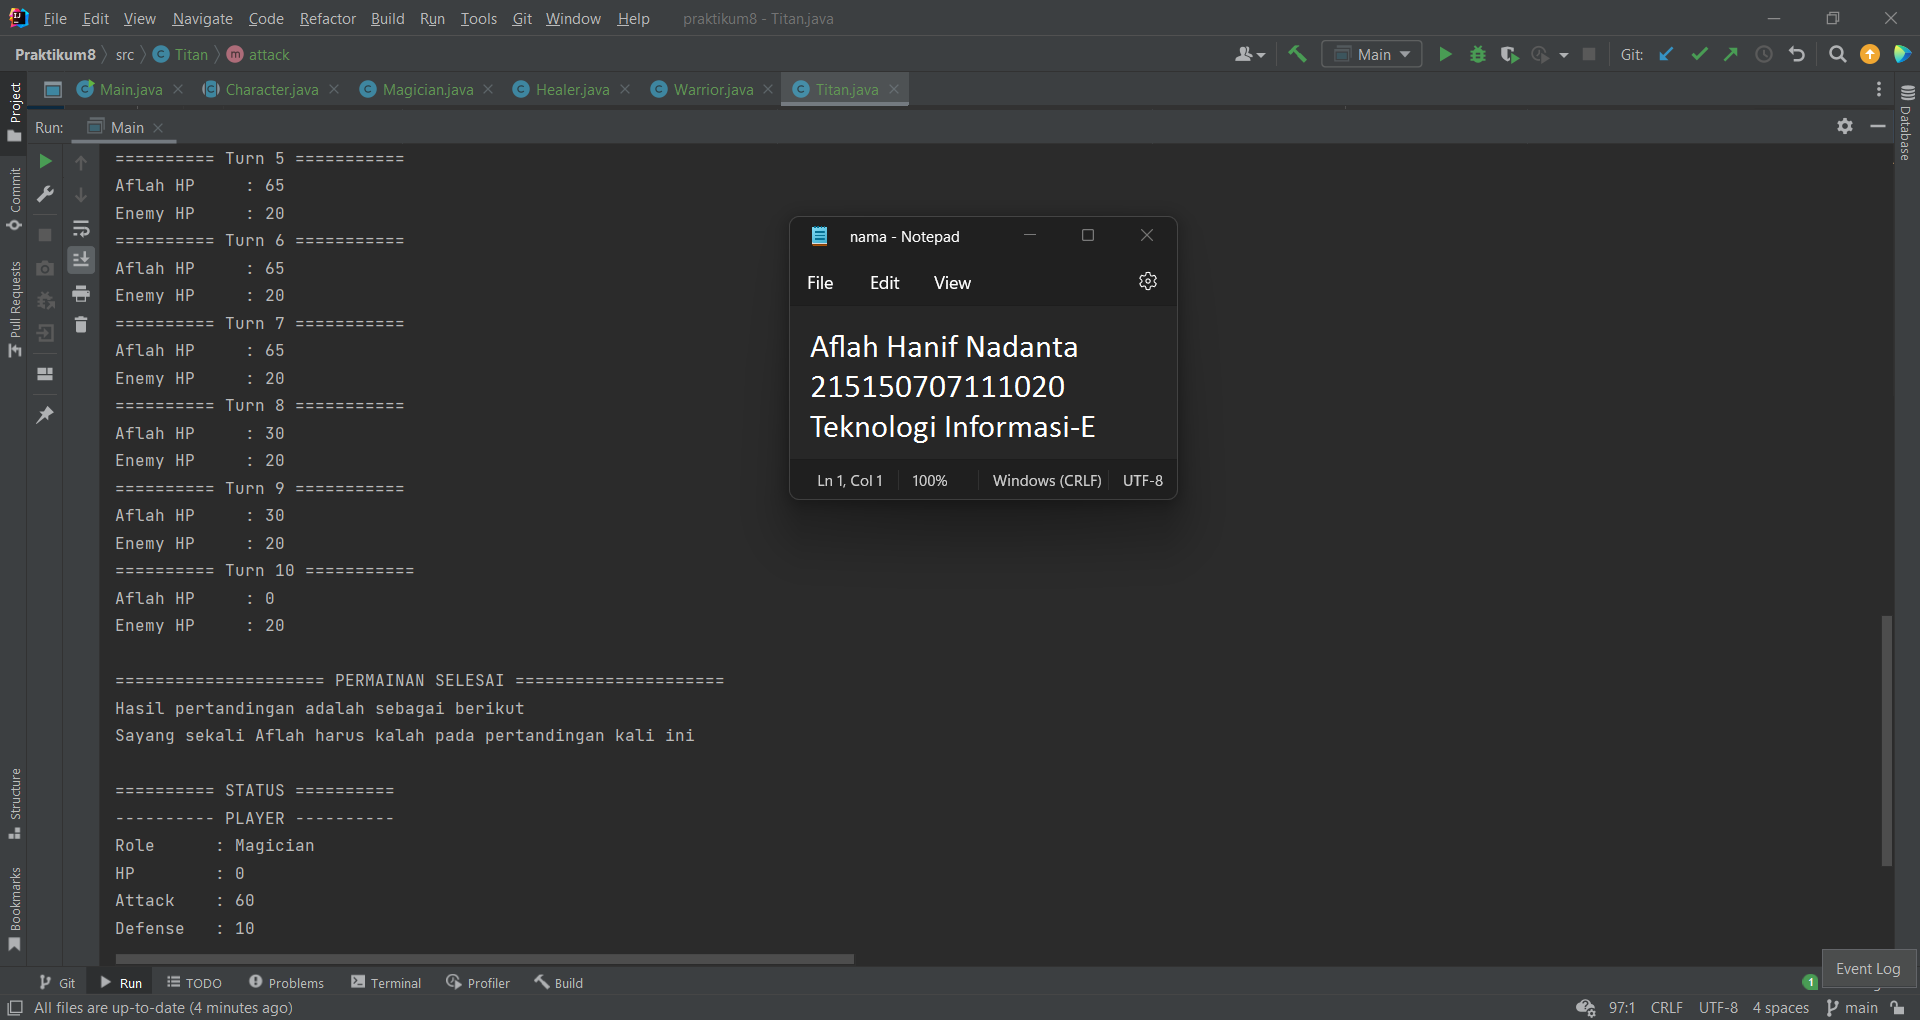 File Edit View Navigate Code Refactor Build Run Tools Git Window Help praktikum8 - Titan.java
Praktikum8 src Titan attack
Main Git:
Main.java Character.java Magician.java Healer.java Warrior.java Titan.java
Run: Main
Project
Commit
Pull Requests
Structure
Bookmarks
Database
========== Turn 5 ===========
Aflah HP : 65
Enemy HP : 20
========== Turn 6 ===========
Aflah HP : 65
Enemy HP : 20
========== Turn 7 ===========
Aflah HP : 65
Enemy HP : 20
========== Turn 8 ===========
Aflah HP : 30
Enemy HP : 20
========== Turn 9 ===========
Aflah HP : 30
Enemy HP : 20
========== Turn 10 ===========
Aflah HP : 0
Enemy HP : 20
===================== PERMAINAN SELESAI =====================
Hasil pertandingan adalah sebagai berikut
Sayang sekali Aflah harus kalah pada pertandingan kali ini
========== STATUS ==========
---------- PLAYER ----------
Role : Magician
HP : 0
Attack : 60
Defense : 10
nama - Notepad
File Edit View
Aflah Hanif Nadanta
215150707111020
Teknologi Informasi-E
Ln 1, Col 1 100% Windows (CRLF) UTF-8
Git Run TODO Problems Terminal Profiler Build
1
Event Log
All files are up-to-date (4 minutes ago) 97:1 CRLF UTF-8 4 spaces main